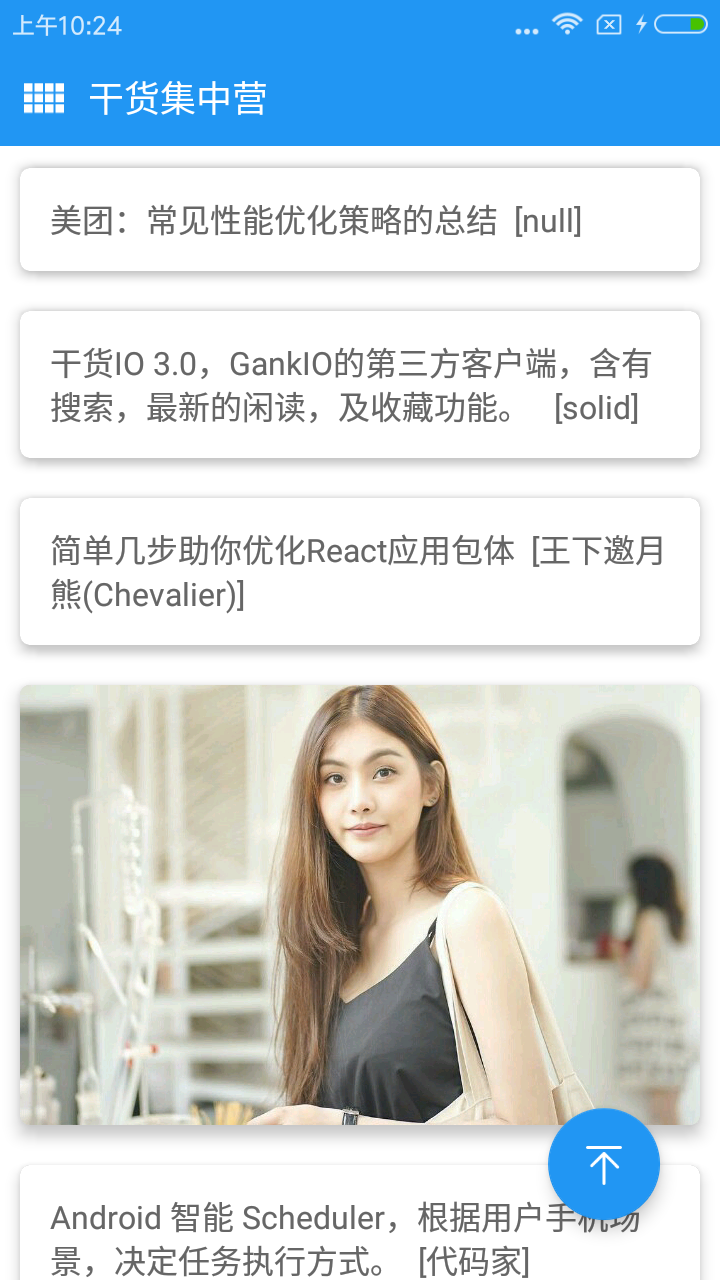 上午10:24
干货集中营
美团：常见性能优化策略的总结 [null]
干货IO 3.0，GankIO的第三方客户端，含有
搜索，最新的闲读，及收藏功能。 [solid]
简单几步助你优化React应用包体 [王下邀月
熊(Chevalier)]
Android 智能 Scheduler，根据用户手机场
景，决定任务执行方式。 [代码家]